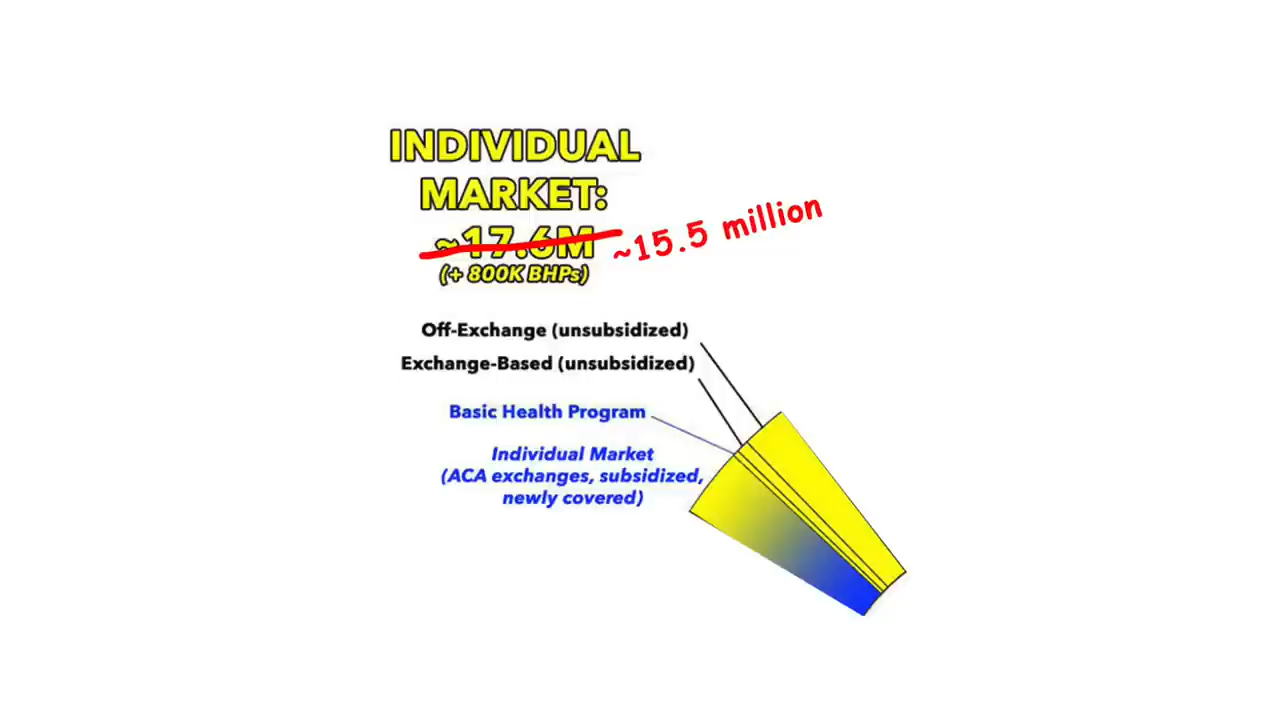 INDIVIDUAL
MARKET:
~17.6M
~15.5 million
(+ 800K BHPs)
Off-Exchange (unsubsidized)
Exchange-Based (unsubsidized)
Basic Health Program
Individual Market
(ACA exchanges, subsidized,
newly covered)